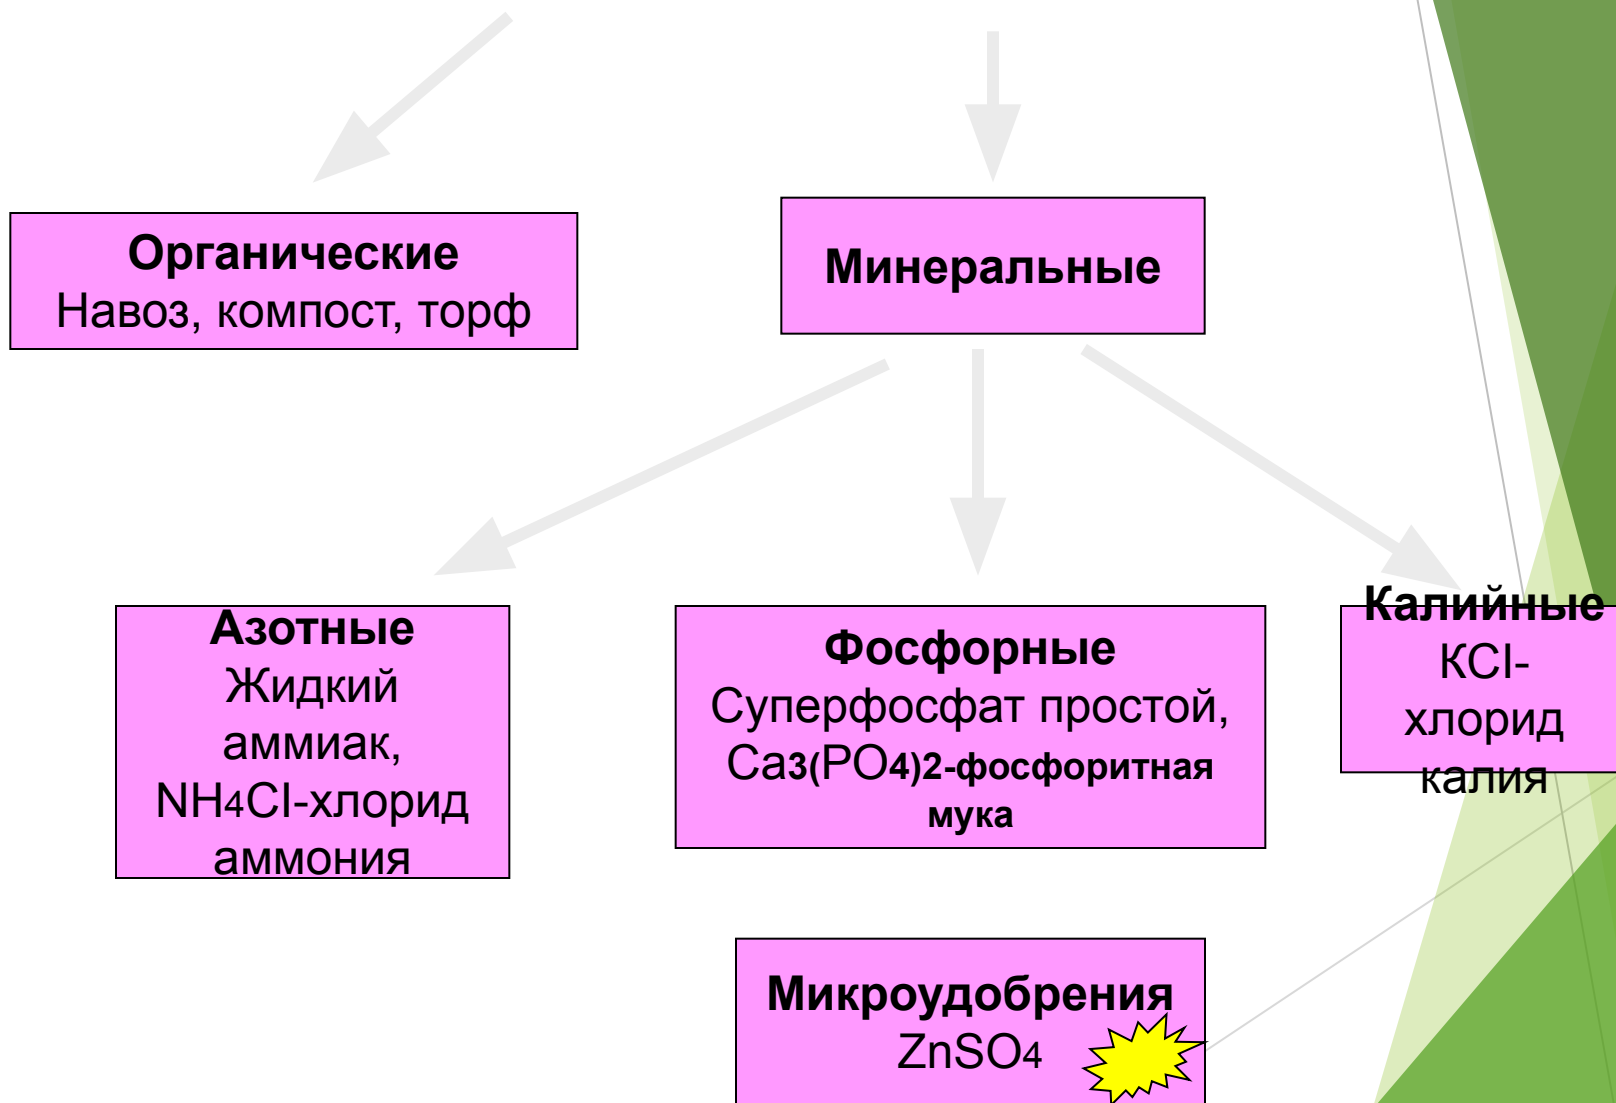 Органические
Навоз, компост, торф
Минеральные
Азотные
Жидкий
аммиак,
NH4Cl-хлорид
аммония
Фосфорные
Суперфосфат простой,
Ca3(PO4)2-фосфоритная
мука
Калийные
KCl-
хлорид
калия
Микроудобрения
ZnSO4